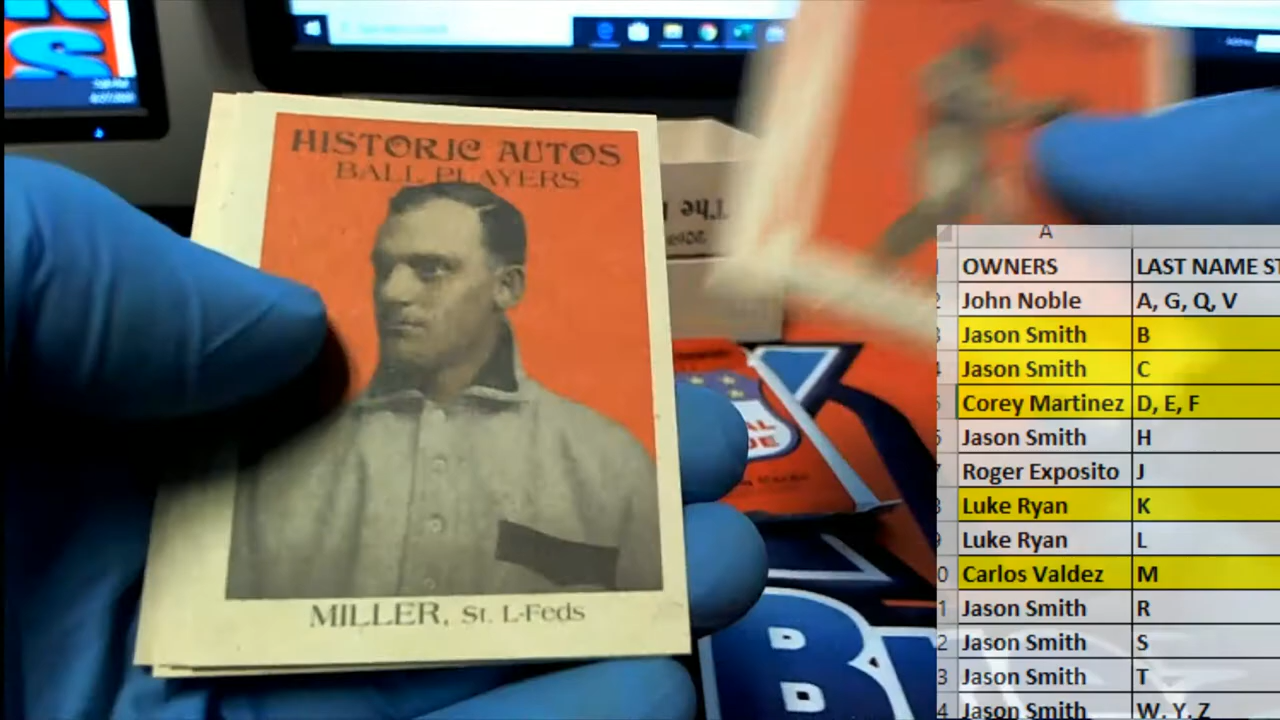 HISTORIC AUTOS
BALL PLAYERS
MILLER, St. L-Feds
The
A
OWNERS LAST NAME ST
John Noble A, G, Q, V
Jason Smith B
Jason Smith C
Corey Martinez D, E, F
Jason Smith H
Roger Exposito J
Luke Ryan K
Luke Ryan L
Carlos Valdez M
Jason Smith R
Jason Smith S
Jason Smith T
Jason Smith W, Y, Z